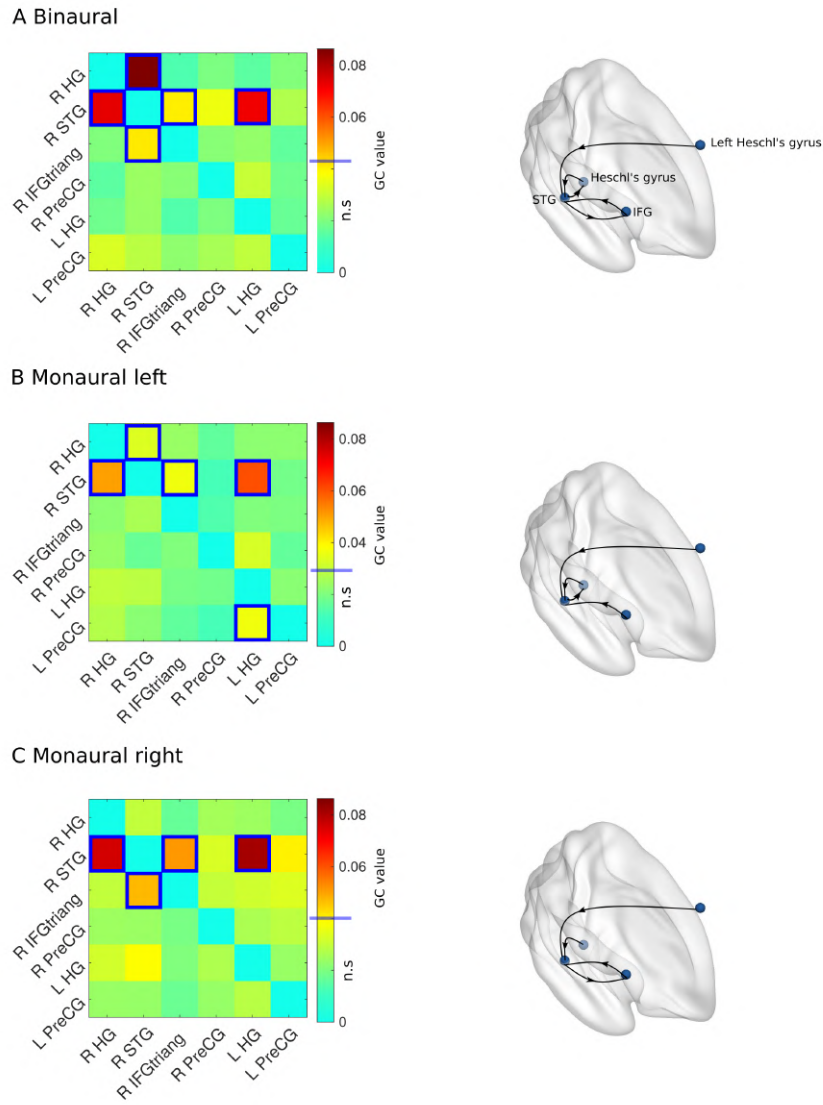 A Binaural
R HG
R STG
R IFGtriang
R PreCG
L HG
L PreCG
R HG
R STG
R IFGtriang
R PreCG
L HG
L PreCG
0.08
0.06
n.s
0
GC value
Left Heschl's gyrus
Heschl's gyrus
STG
IFG
B Monaural left
R HG
R STG
R IFGtriang
R PreCG
L HG
L PreCG
R HG
R STG
R IFGtriang
R PreCG
L HG
L PreCG
0.08
0.06
0.04
n.s
0
GC value
C Monaural right
R HG
R STG
R IFGtriang
R PreCG
L HG
L PreCG
R HG
R STG
R IFGtriang
R PreCG
L HG
L PreCG
0.08
0.06
n.s
0
GC value